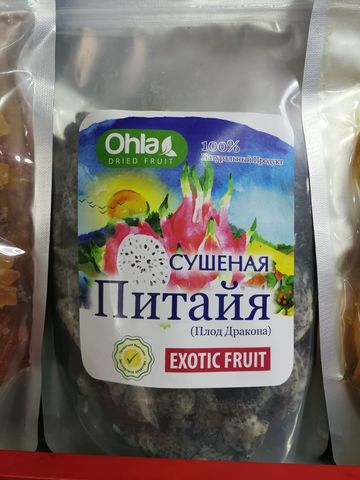 Ohla
DRIED FRUIT
100%
Натуральный Продукт
СУШЕНАЯ
Питайя
(Плод Дракона)
EXOTIC FRUIT